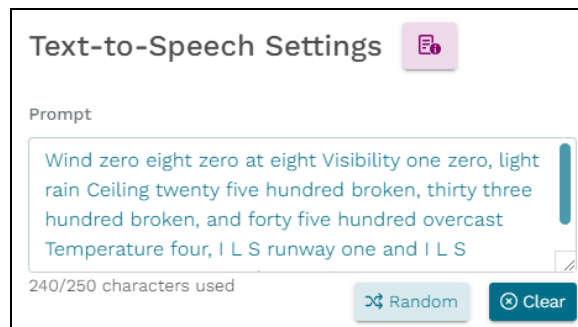 Text-to-Speech Settings
Prompt
Wind zero eight zero at eight Visibility one zero, light
rain Ceiling twenty five hundred broken, thirty three
hundred broken, and forty five hundred overcast
Temperature four, I L S runway one and I L S
240/250 characters used
Random
Clear